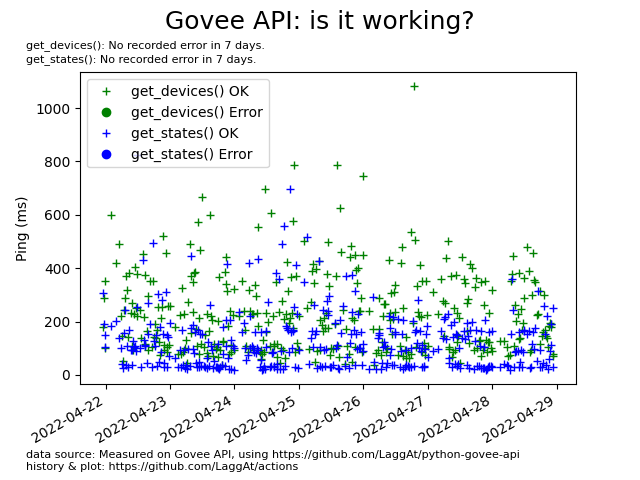 Govee API: is it working?
get_devices(): No recorded error in 7 days.
get_states(): No recorded error in 7 days.
get_devices() OK
get_devices() Error
get_states() OK
get_states() Error
Ping (ms)
1000
800
600
400
200
0
2022-04-22
2022-04-23
2022-04-24
2022-04-25
2022-04-26
2022-04-27
2022-04-28
2022-04-29
data source: Measured on Govee API, using https://github.com/LaggAt/python-govee-api
history & plot: https://github.com/LaggAt/actions